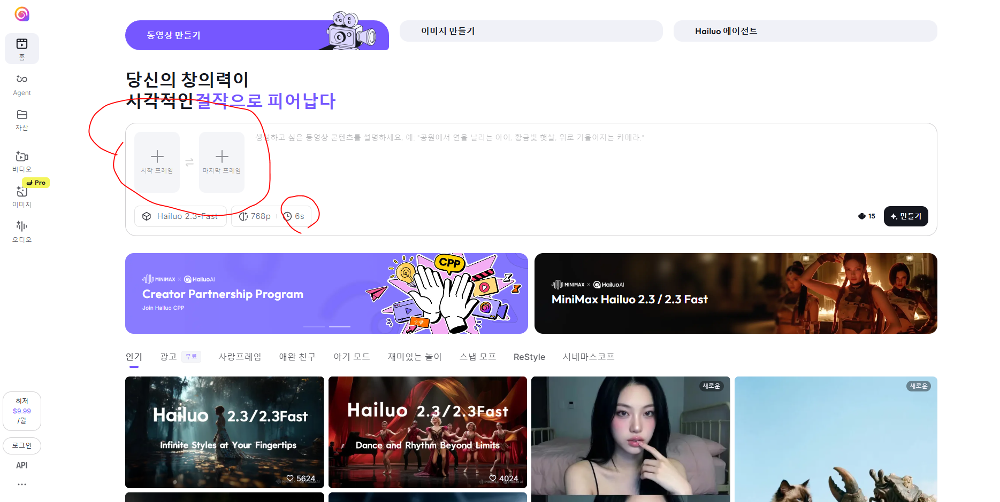 홈
Agent
자산
비디오
Pro
이미지
오디오
최저
$9.99
/월
로그인
API
동영상 만들기
이미지 만들기
Hailuo 에이전트
당신의 창의력이
시각적인 걸작으로 피어납다
생성하고 싶은 동영상 콘텐츠를 설명하세요. 예: "공원에서 연을 날리는 아이, 황금빛 햇살, 위로 기울어지는 카메라."
시작 프레임
마지막 프레임
Hailuo 2.3-Fast
768p
6s
15
만들기
MINIMAX × Hailuo AI
Creator Partnership Program
Join Hailuo CPP
CPP
MINIMAX × Hailuo AI
MiniMax Hailuo 2.3 / 2.3 Fast
인기 광고 무료 사랑프레임 애완 친구 아기 모드 재미있는 놀이 스냅 모프 ReStyle 시네마스코프
Hailuo 2.3/2.3Fast
Infinite Styles at Your Fingertips
5624
Hailuo 2.3/2.3Fast
Dance and Rhythm Beyond Limits
4024
새로운
새로운